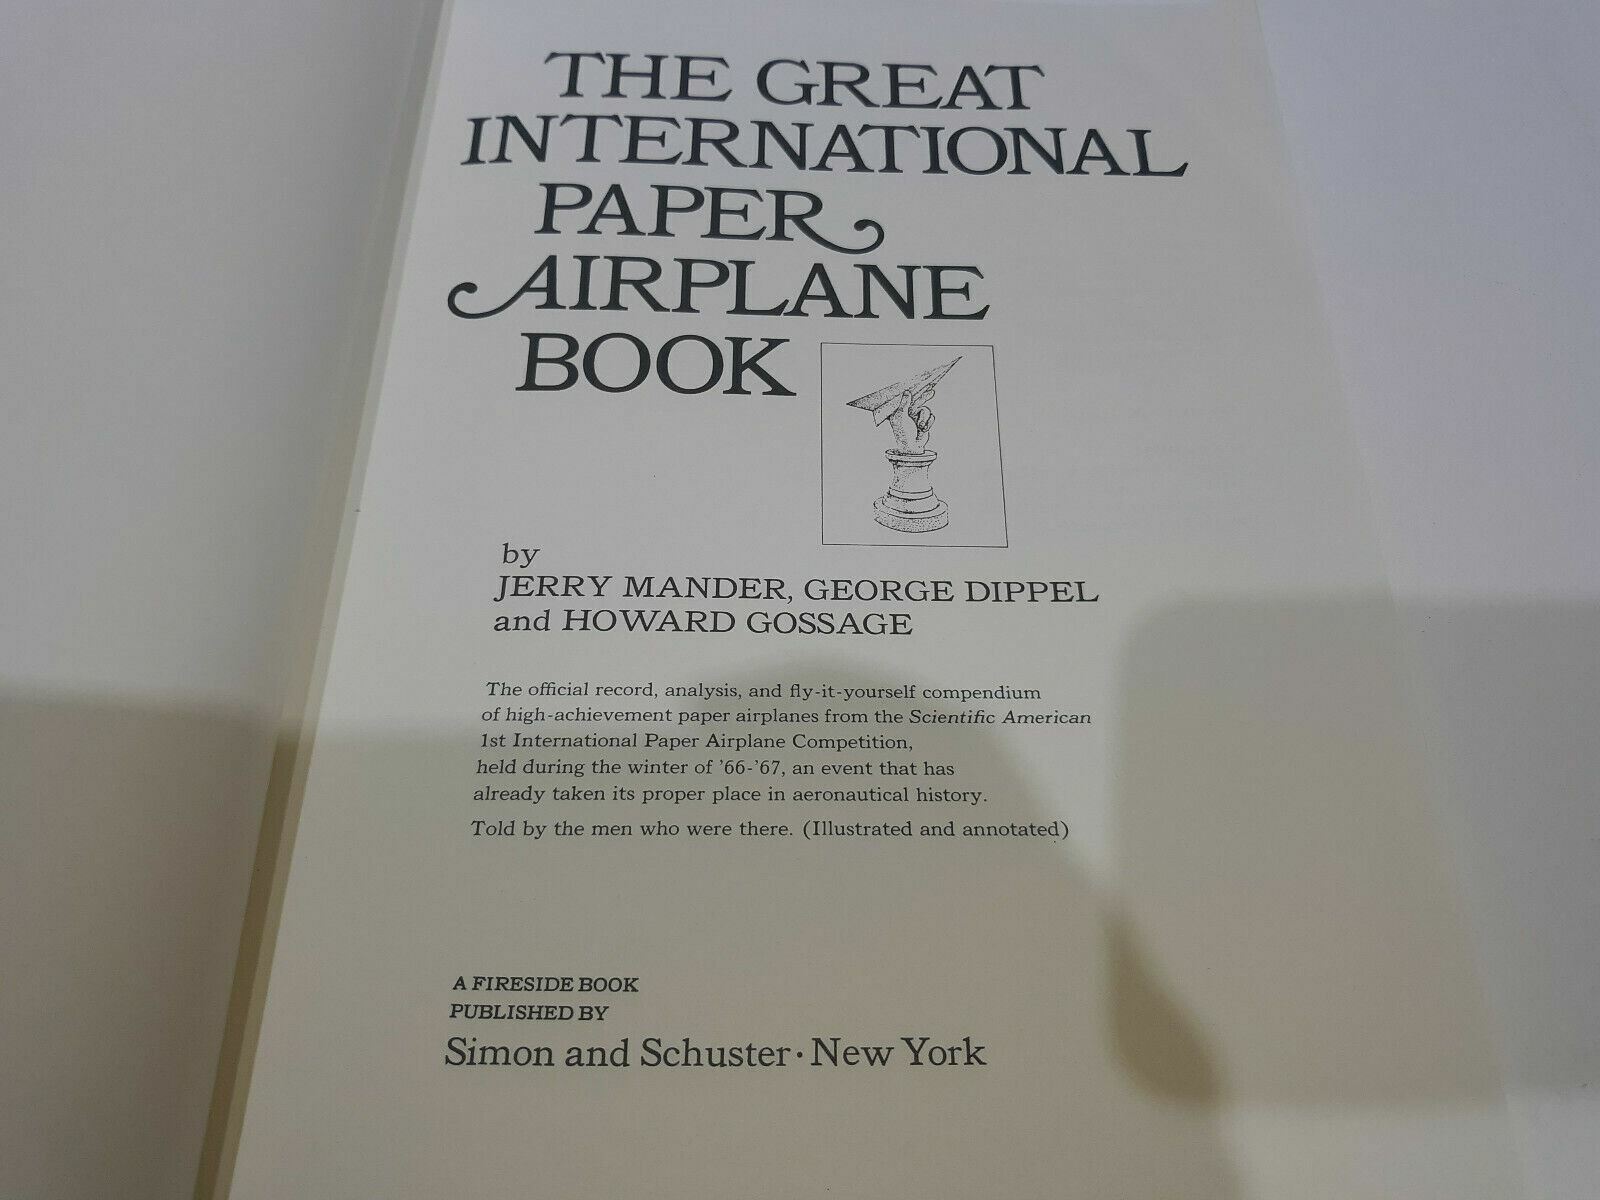 THE GREAT
INTERNATIONAL
PAPER
AIRPLANE
BOOK
by
JERRY MANDER, GEORGE DIPPEL
and HOWARD GOSSAGE
The official record, analysis, and fly-it-yourself compendium
of high-achievement paper airplanes from the Scientific American
1st International Paper Airplane Competition,
held during the winter of '66-'67, an event that has
already taken its proper place in aeronautical history.
Told by the men who were there. (Illustrated and annotated)
A FIRESIDE BOOK
PUBLISHED BY
Simon and Schuster · New York